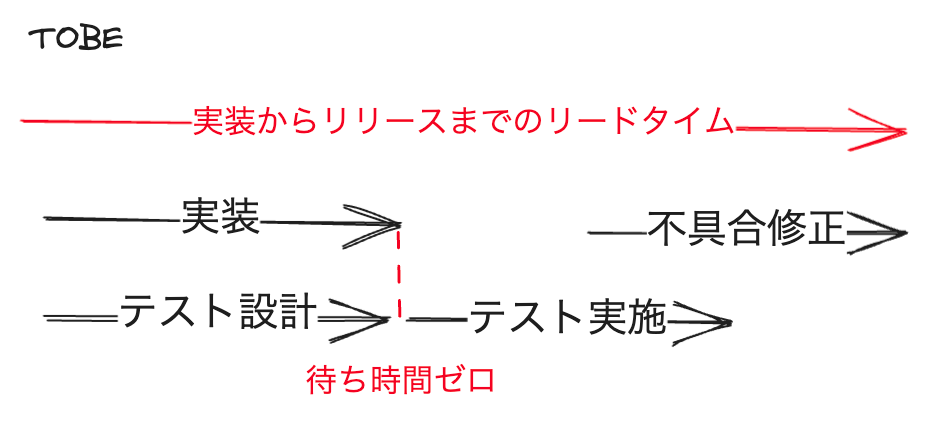 TOBE
実装からリリースまでのリードタイム
実装
不具合修正
テスト設計
テスト実施
待ち時間ゼロ